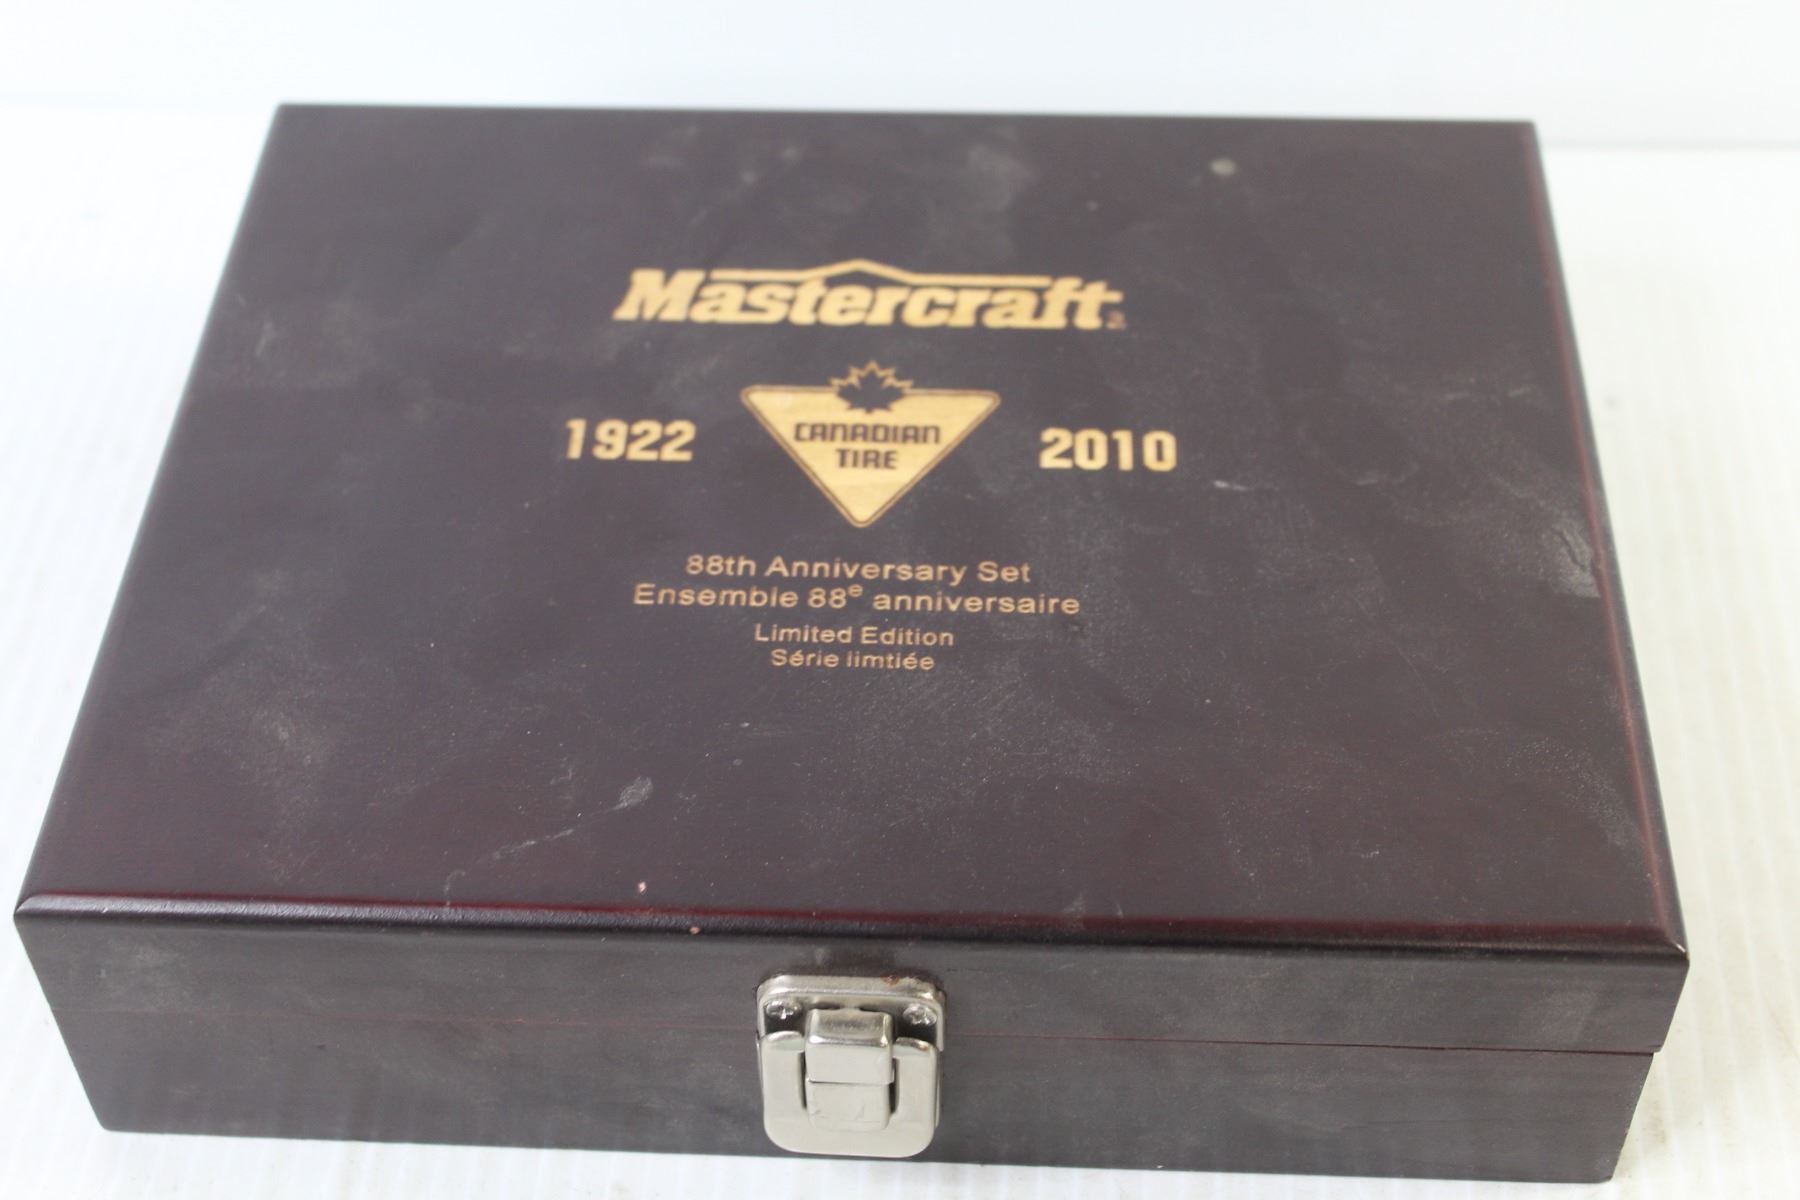 Mastercraft
1922 CANADIAN TIRE 2010
88th Anniversary Set
Ensemble 88e anniversaire
Limited Edition
Série limtiée